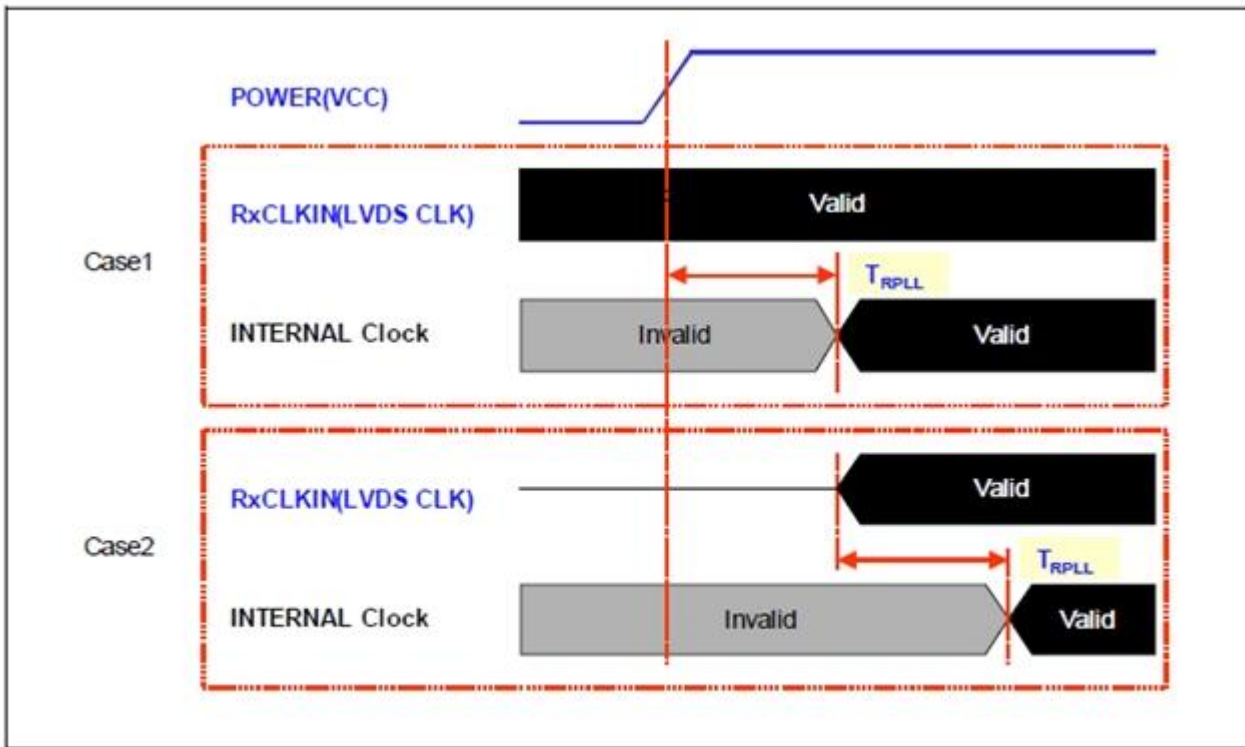 POWER(VCC)
RxCLKIN(LVDS CLK)
Valid
Case1
TRPLL
INTERNAL Clock
Invalid
Valid
RxCLKIN(LVDS CLK)
Valid
Case2
TRPLL
INTERNAL Clock
Invalid
Valid